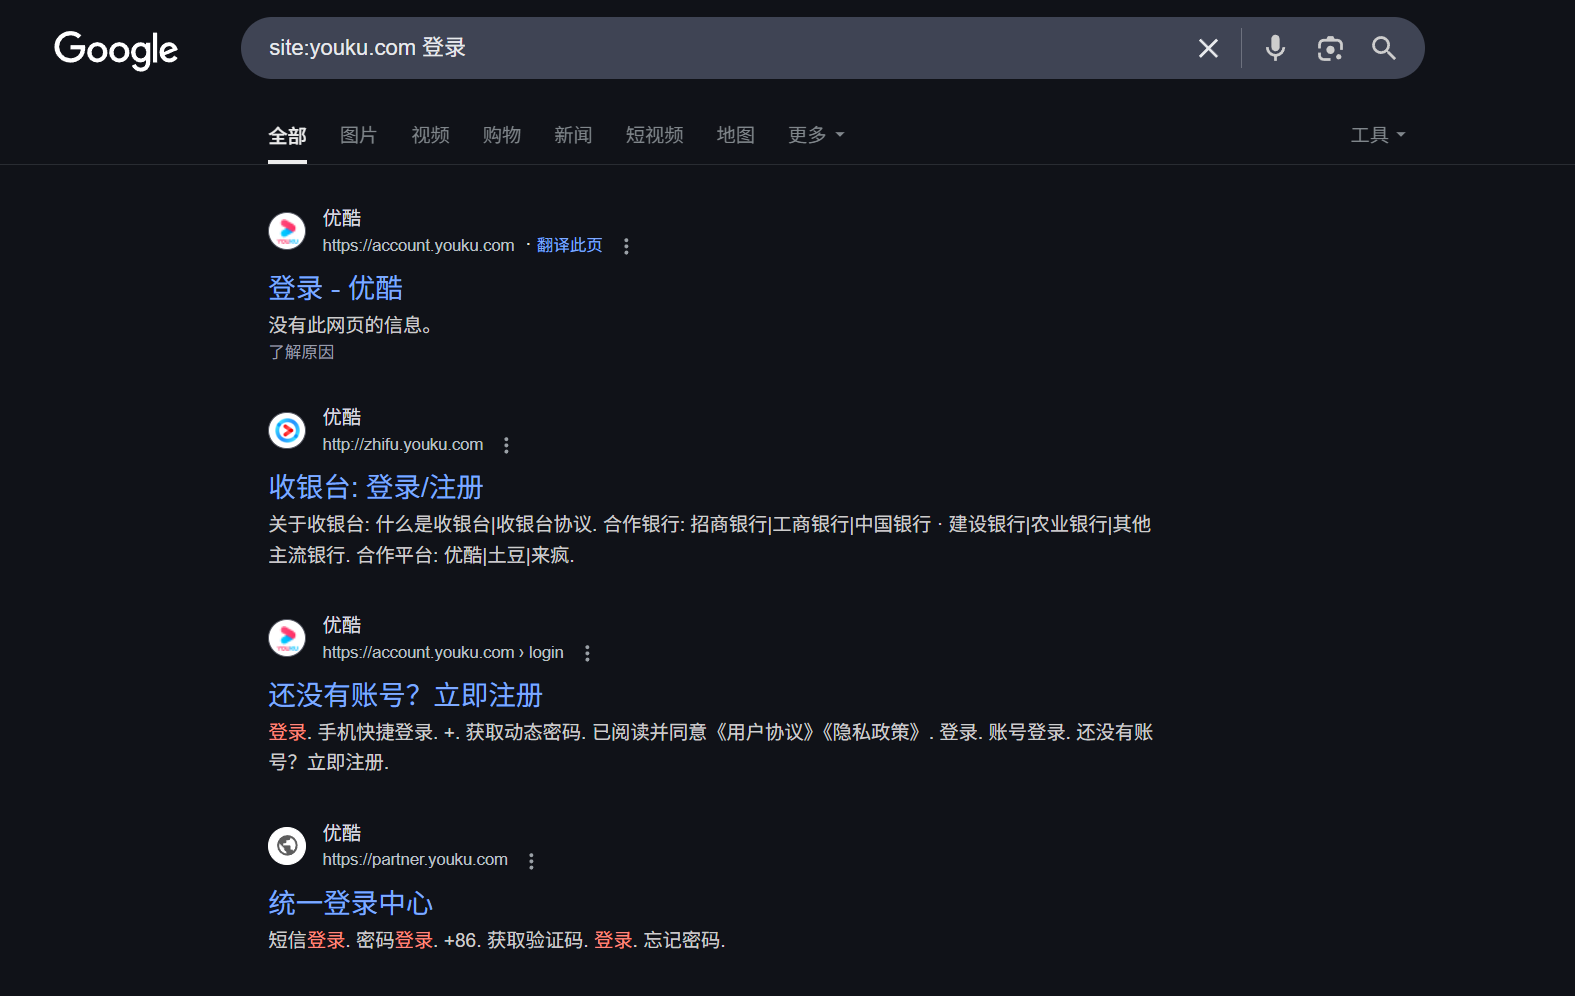 Google
site:youku.com 登录
全部 图片 视频 购物 新闻 短视频 地图 更多 工具
优酷
https://account.youku.com · 翻译此页
登录 - 优酷
没有此网页的信息。
了解原因
优酷
http://zhifu.youku.com
收银台: 登录/注册
关于收银台: 什么是收银台|收银台协议. 合作银行: 招商银行|工商银行|中国银行 · 建设银行|农业银行|其他
主流银行. 合作平台: 优酷|土豆|来疯.
优酷
https://account.youku.com › login
还没有账号？立即注册
登录. 手机快捷登录. +. 获取动态密码. 已阅读并同意《用户协议》《隐私政策》. 登录. 账号登录. 还没有账
号？立即注册.
优酷
https://partner.youku.com
统一登录中心
短信登录. 密码登录. +86. 获取验证码. 登录. 忘记密码.